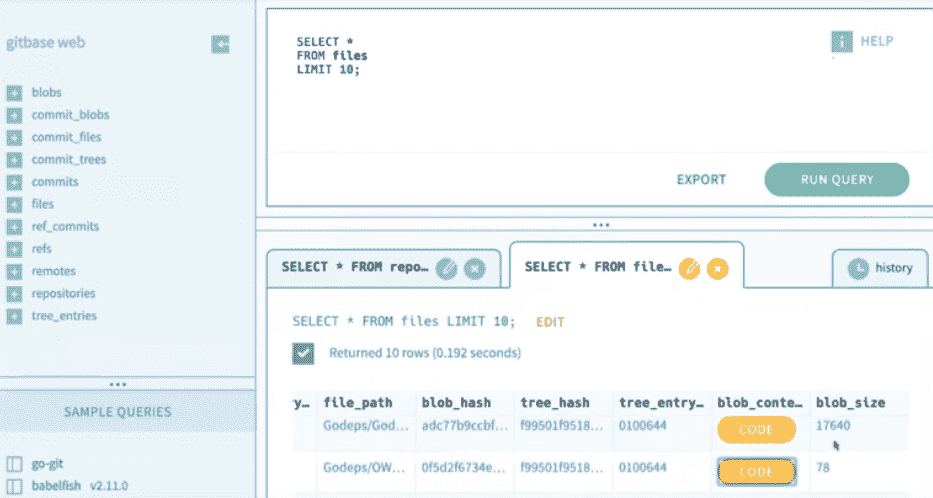 gitbase web
blobs
commit_blobs
commit_files
commit_trees
commits
files
ref_commits
refs
remotes
repositories
tree_entries
SAMPLE QUERIES
go-git
babelfish v2.11.0
SELECT *
FROM files
LIMIT 10;
i HELP
EXPORT RUN QUERY
SELECT * FROM repo… SELECT * FROM file… history
SELECT * FROM files LIMIT 10; EDIT
Returned 10 rows (0.192 seconds)
y… file_path blob_hash tree_hash tree_entry… blob_conte… blob_size
Godeps/God… adc77b9ccbf… f99501f9518… 0100644 CODE 17640
Godeps/OW… 0f5d2f6734e… f99501f9518… 0100644 CODE 78